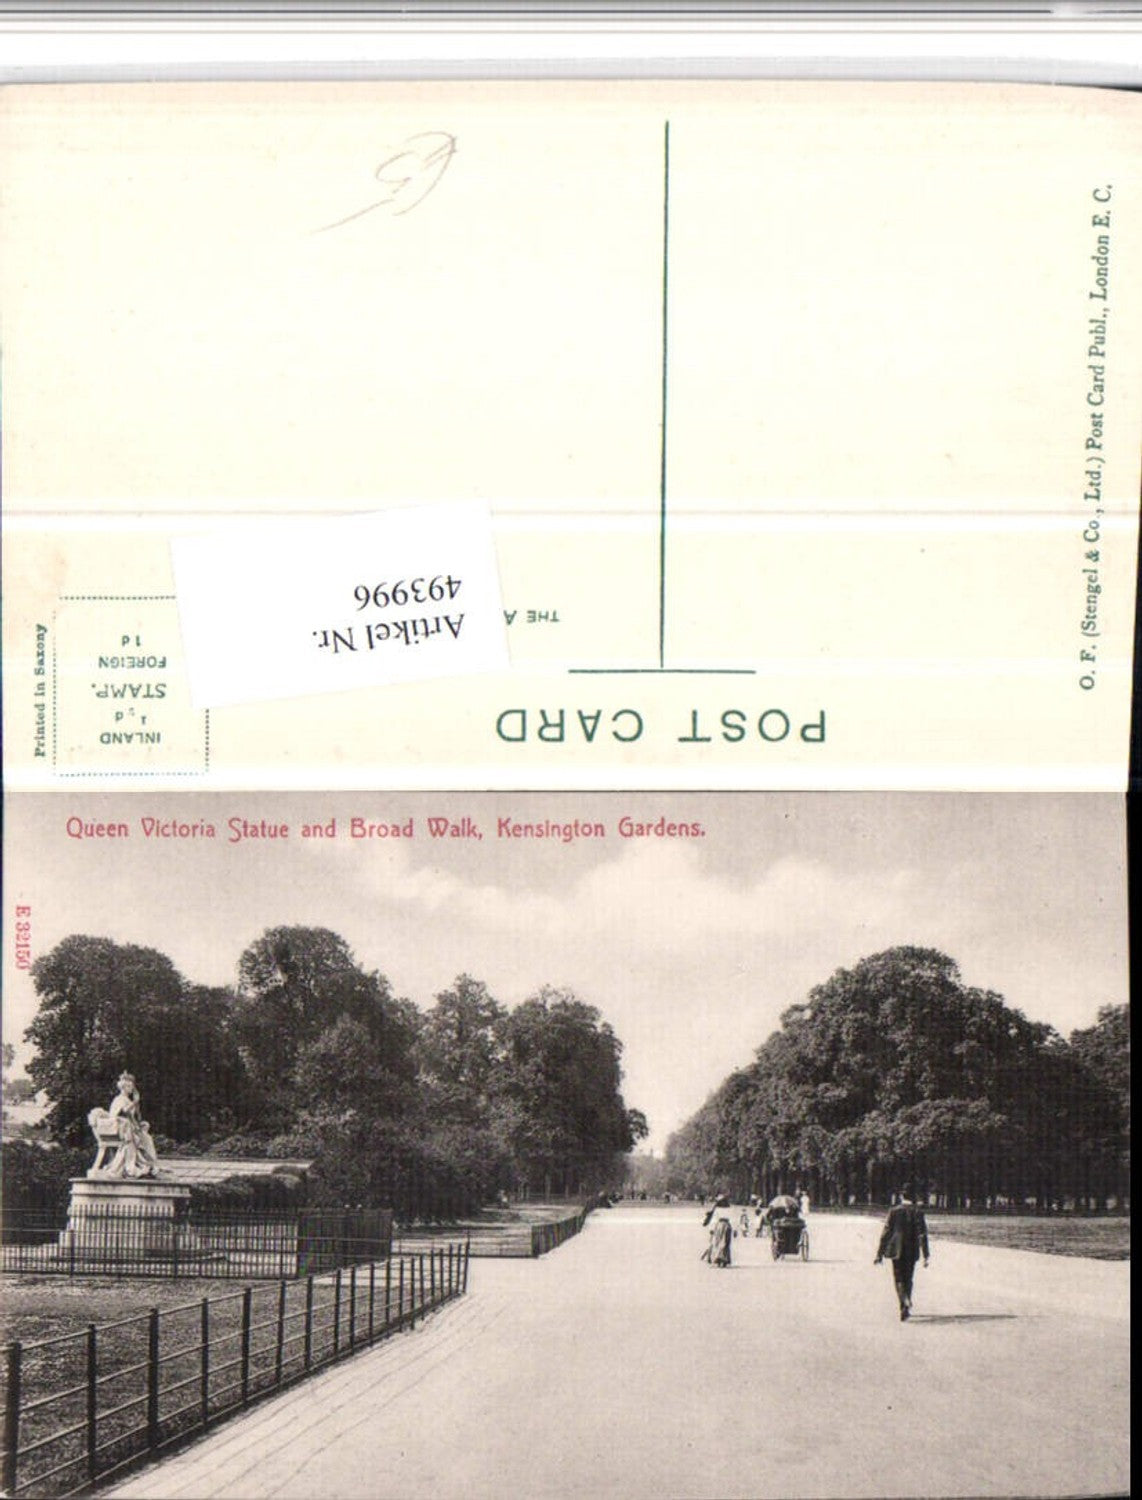 O. F. (Stengel & Co., Ltd.) Post Card Publ., London E. C.
POST CARD
THE A
Artikel Nr.
493996
Printed in Saxony
INLAND
½d
STAMP.
FOREIGN
1d
Queen Victoria Statue and Broad Walk, Kensington Gardens.
E 32150